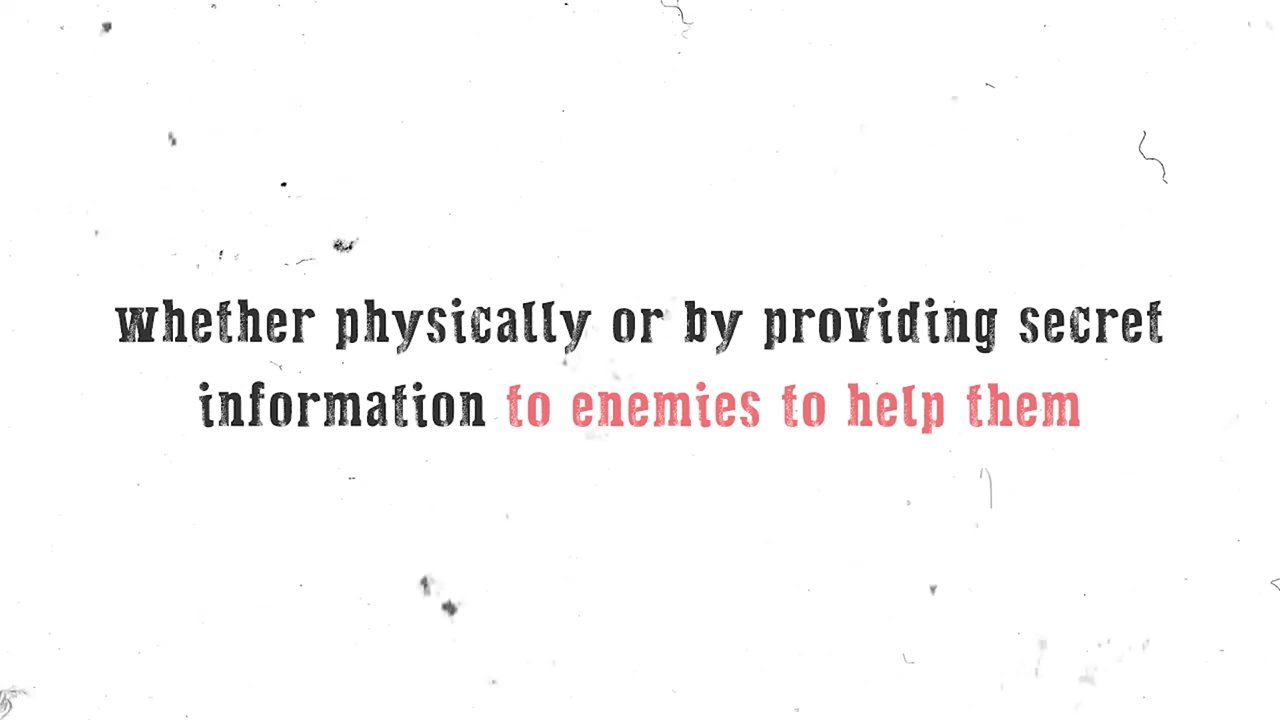 whether physically or by providing secret
information to enemies to help them